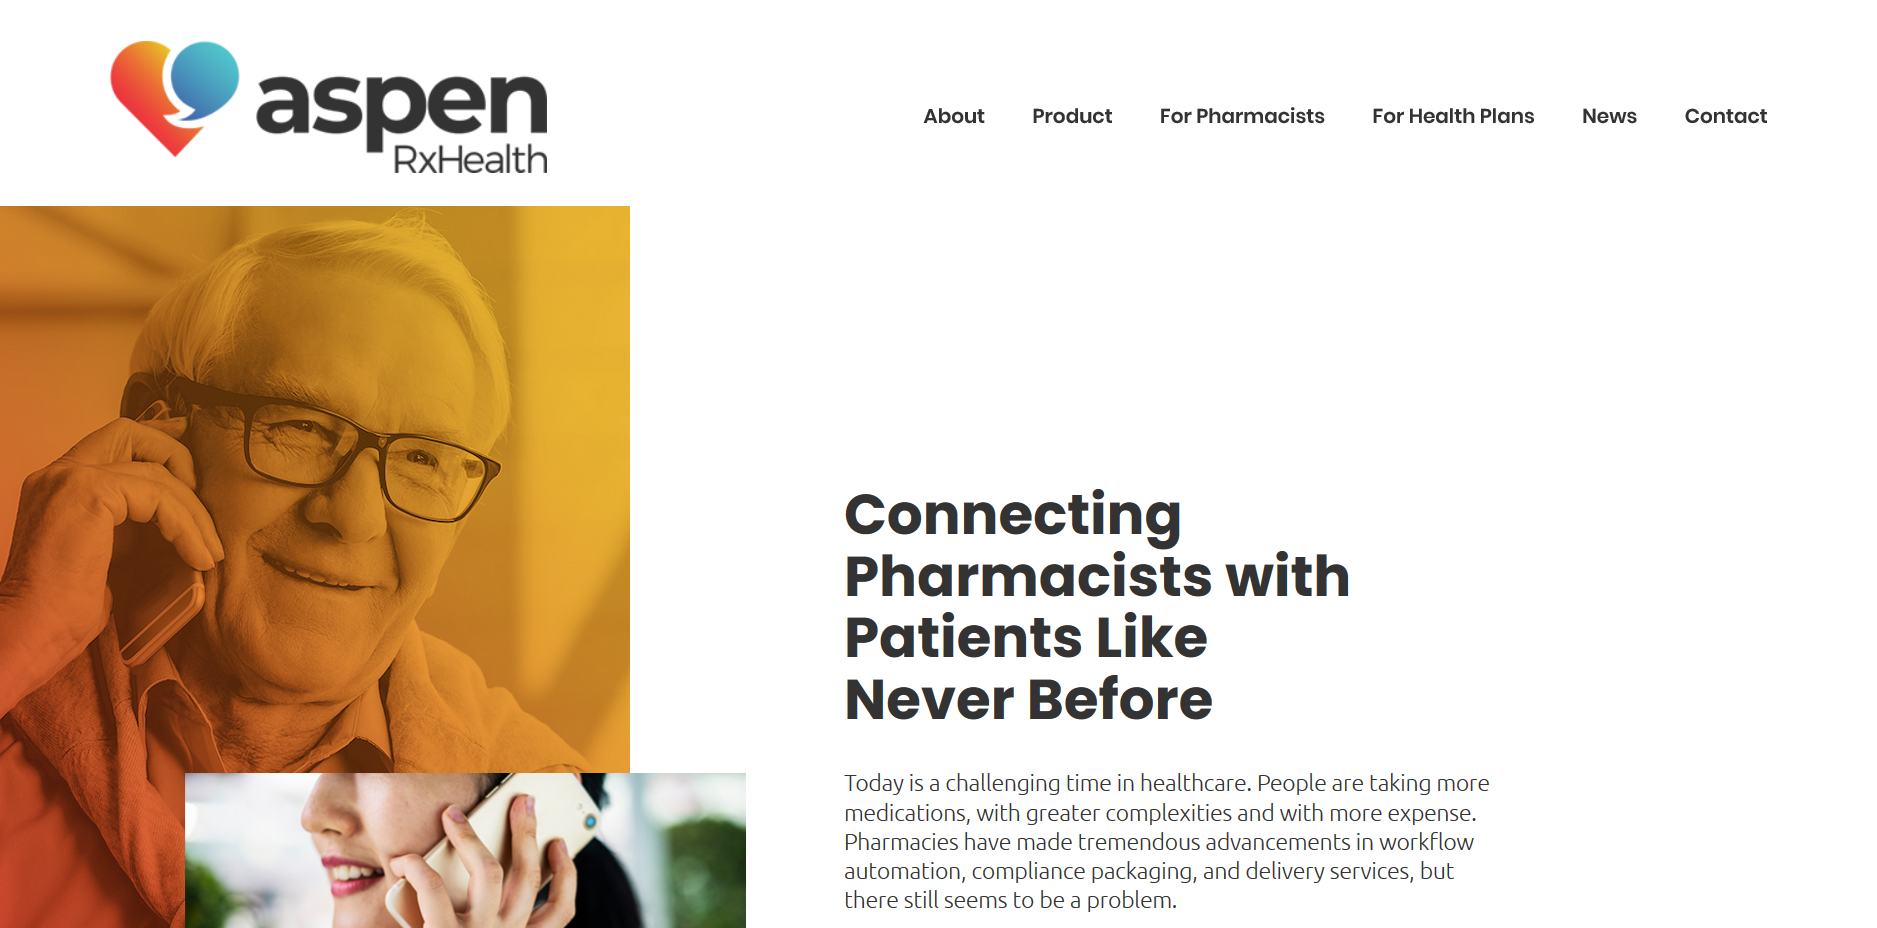 aspen
RxHealth
About Product For Pharmacists For Health Plans News Contact
Connecting
Pharmacists with
Patients Like
Never Before
Today is a challenging time in healthcare. People are taking more
medications, with greater complexities and with more expense.
Pharmacies have made tremendous advancements in workflow
automation, compliance packaging, and delivery services, but
there still seems to be a problem.